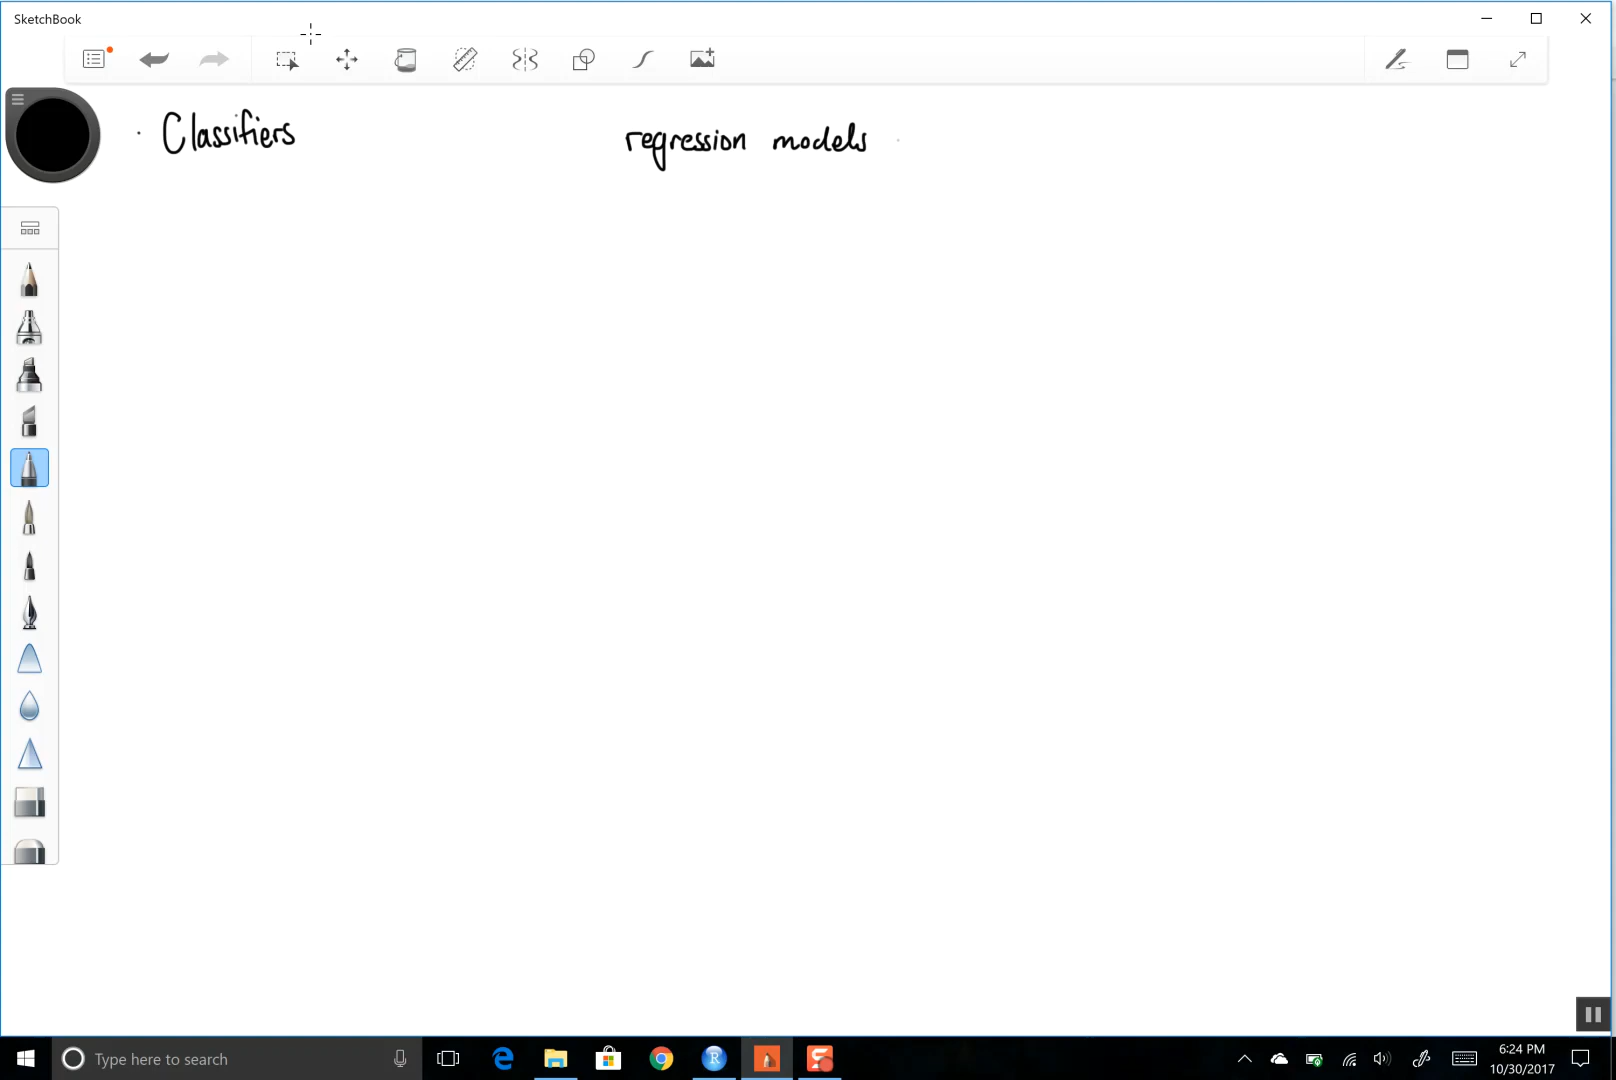 SketchBook
· Classifiers
regression models
Type here to search
6:24 PM
10/30/2017